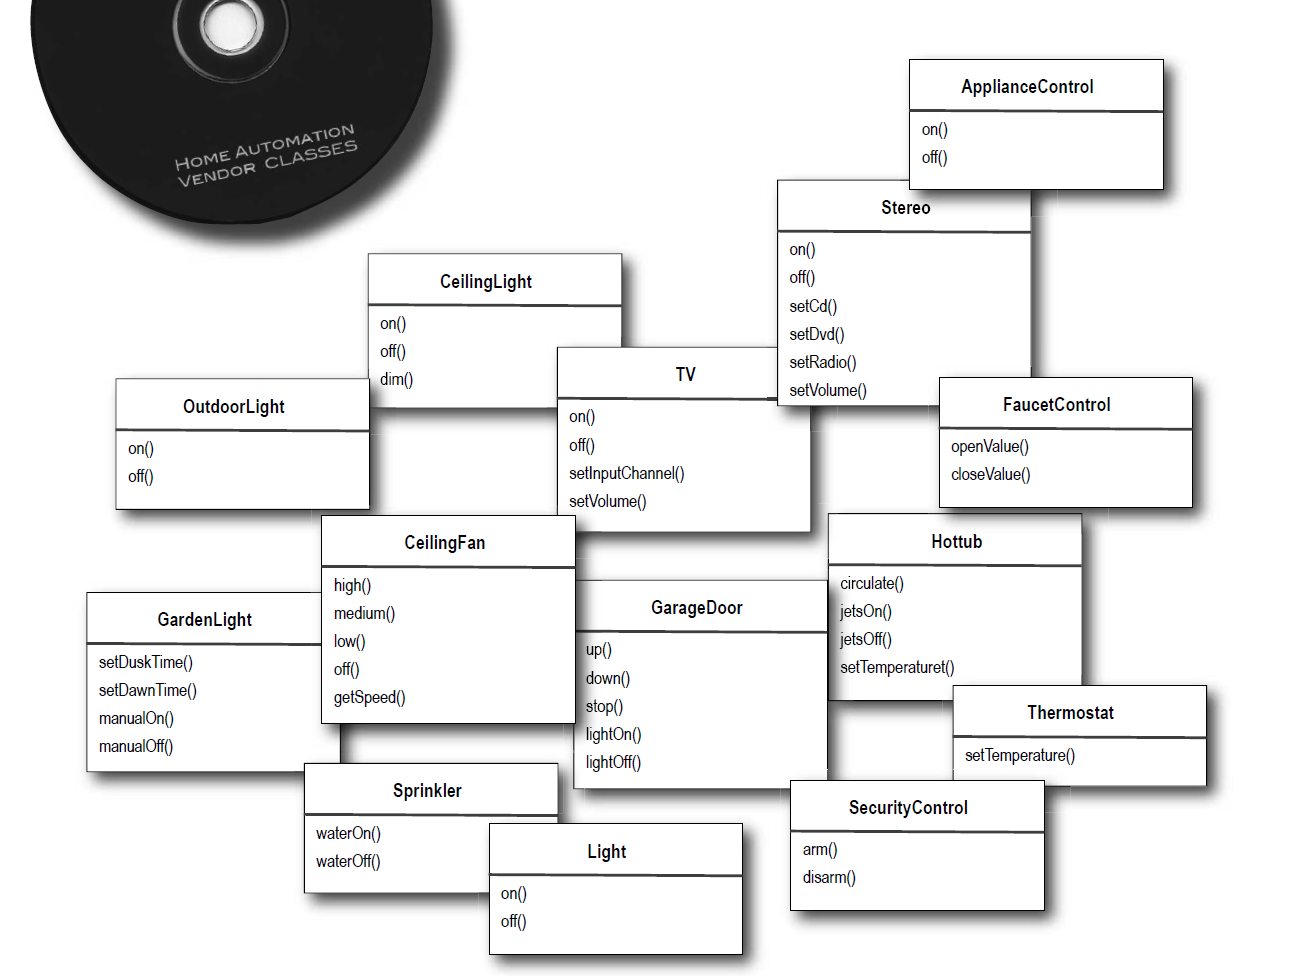 HOME AUTOMATION
VENDOR CLASSES
ApplianceControl
on()
off()
Stereo
on()
off()
setCd()
setDvd()
setRadio()
setVolume()
CeilingLight
on()
off()
dim()
TV
on()
off()
setInputChannel()
setVolume()
OutdoorLight
on()
off()
FaucetControl
openValue()
closeValue()
CeilingFan
high()
medium()
low()
off()
getSpeed()
Hottub
circulate()
jetsOn()
jetsOff()
setTemperaturet()
GardenLight
setDuskTime()
setDawnTime()
manualOn()
manualOff()
GarageDoor
up()
down()
stop()
lightOn()
lightOff()
Thermostat
setTemperature()
Sprinkler
waterOn()
waterOff()
SecurityControl
arm()
disarm()
Light
on()
off()